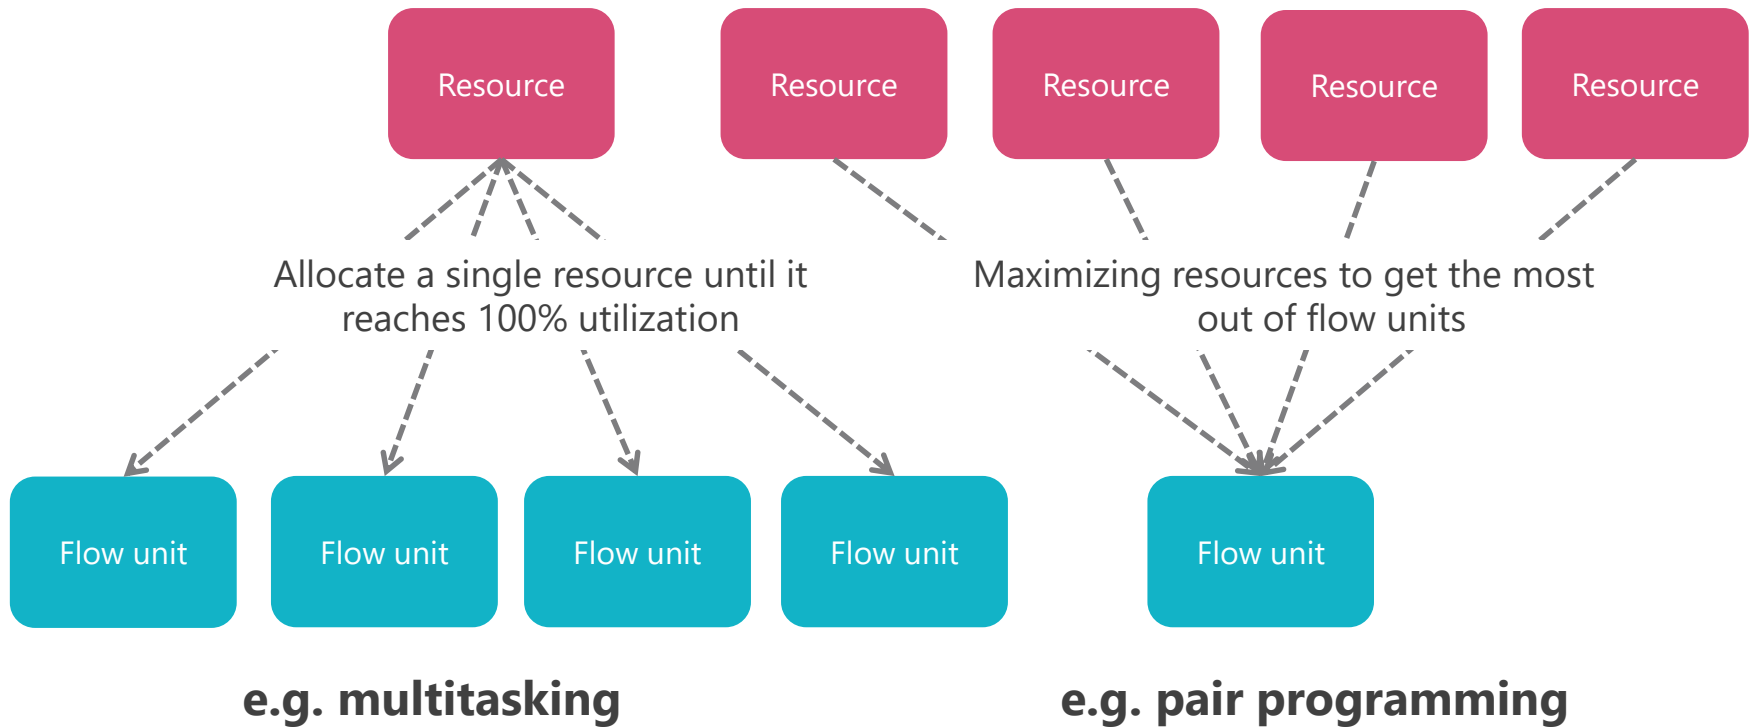 Resource
Resource
Resource
Resource
Resource
Allocate a single resource until it
reaches 100% utilization
Maximizing resources to get the most
out of flow units
Flow unit
Flow unit
Flow unit
Flow unit
Flow unit
e.g. multitasking
e.g. pair programming